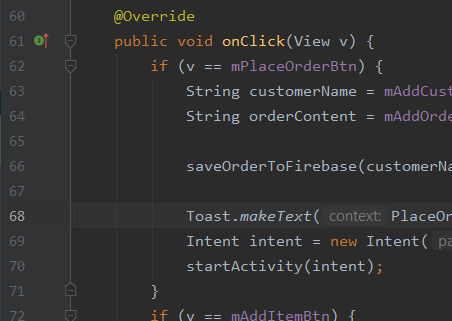 60 @Override
61 public void onClick(View v) {
62 if (v == mPlaceOrderBtn) {
63 String customerName = mAddCust
64 String orderContent = mAddOrde
65
66 saveOrderToFirebase(customerNa
67
68 Toast.makeText( context: PlaceOr
69 Intent intent = new Intent( pa
70 startActivity(intent);
71 }
72 if (v == mAddItemBtn) {